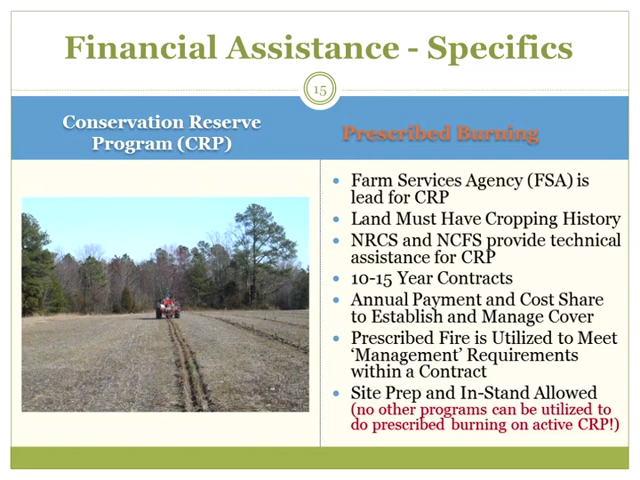 Financial Assistance - Specifics
15
Conservation Reserve
Program (CRP)
Prescribed Burning
• Farm Services Agency (FSA) is
lead for CRP
• Land Must Have Cropping History
• NRCS and NCFS provide technical
assistance for CRP
• 10-15 Year Contracts
• Annual Payment and Cost Share
to Establish and Manage Cover
• Prescribed Fire is Utilized to Meet
‘Management’ Requirements
within a Contract
• Site Prep and In-Stand Allowed
(no other programs can be utilized to
do prescribed burning on active CRP!)